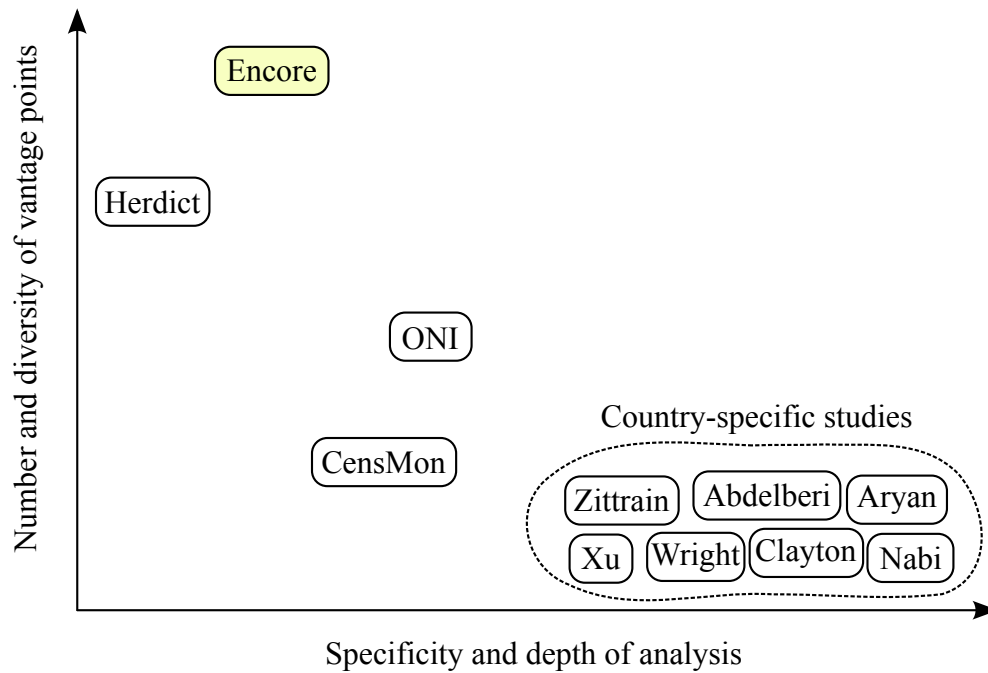 Number and diversity of vantage points
Encore
Herdict
ONI
CensMon
Country-specific studies
Zittrain
Abdelberi
Aryan
Xu
Wright
Clayton
Nabi
Specificity and depth of analysis